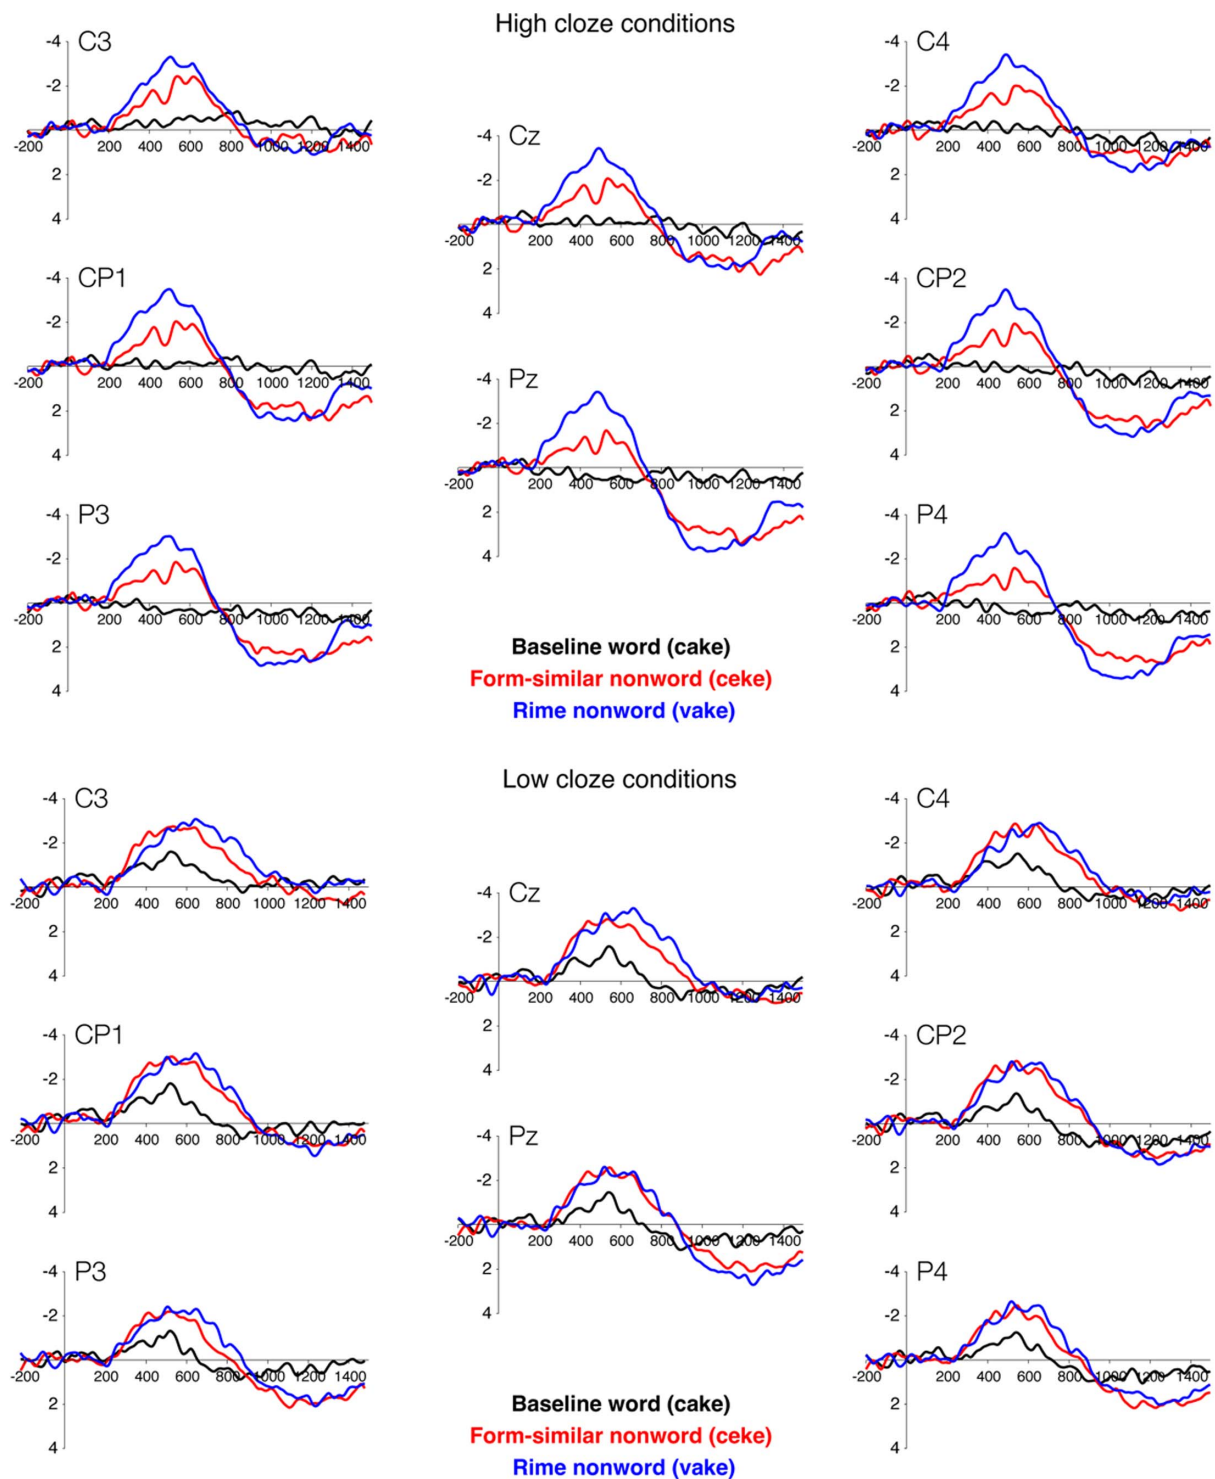 High cloze conditions
C3
-4
-2
2
4
-200 200 400 600 800 1000 1200 1400
C4
-4
-2
2
4
-200 200 400 600 800 1000 1200 1400
Cz
-4
-2
2
4
-200 200 400 600 800 1000 1200 1400
CP1
-4
-2
2
4
-200 200 400 600 800 1000 1200 1400
CP2
-4
-2
2
4
-200 200 400 600 800 1000 1200 1400
Pz
-4
-2
2
4
-200 200 400 600 800 1000 1200 1400
P3
-4
-2
2
4
-200 200 400 600 800 1000 1200 1400
P4
-4
-2
2
4
-200 200 400 600 800 1000 1200 1400
Baseline word (cake)
Form-similar nonword (ceke)
Rime nonword (vake)
Low cloze conditions
C3
-4
-2
2
4
-200 200 400 600 800 1000 1200 1400
C4
-4
-2
2
4
-200 200 400 600 800 1000 1200 1400
Cz
-4
-2
2
4
-200 200 400 600 800 1000 1200 1400
CP1
-4
-2
2
4
-200 200 400 600 800 1000 1200 1400
CP2
-4
-2
2
4
-200 200 400 600 800 1000 1200 1400
Pz
-4
-2
2
4
-200 200 400 600 800 1000 1200 1400
P3
-4
-2
2
4
-200 200 400 600 800 1000 1200 1400
P4
-4
-2
2
4
-200 200 400 600 800 1000 1200 1400
Baseline word (cake)
Form-similar nonword (ceke)
Rime nonword (vake)